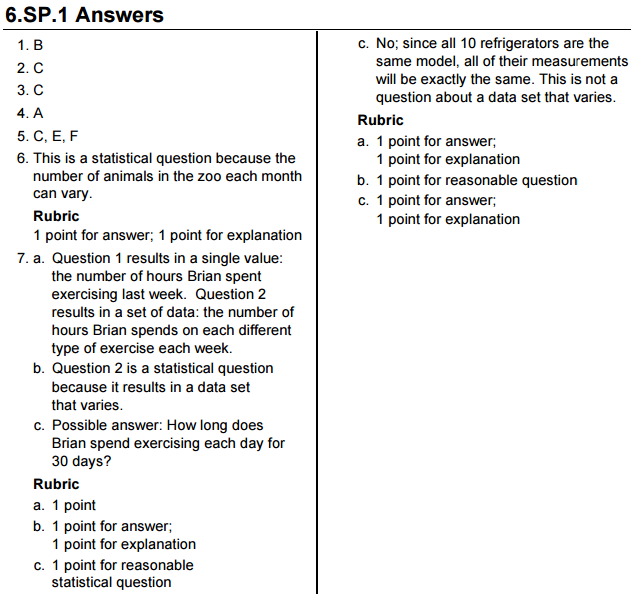 6.SP.1 Answers
1. B
2. C
3. C
4. A
5. C, E, F
6. This is a statistical question because the
number of animals in the zoo each month
can vary.
Rubric
1 point for answer; 1 point for explanation
7. a. Question 1 results in a single value:
the number of hours Brian spent
exercising last week. Question 2
results in a set of data: the number of
hours Brian spends on each different
type of exercise each week.
b. Question 2 is a statistical question
because it results in a data set
that varies.
c. Possible answer: How long does
Brian spend exercising each day for
30 days?
Rubric
a. 1 point
b. 1 point for answer;
1 point for explanation
c. 1 point for reasonable
statistical question
c. No; since all 10 refrigerators are the
same model, all of their measurements
will be exactly the same. This is not a
question about a data set that varies.
Rubric
a. 1 point for answer;
1 point for explanation
b. 1 point for reasonable question
c. 1 point for answer;
1 point for explanation